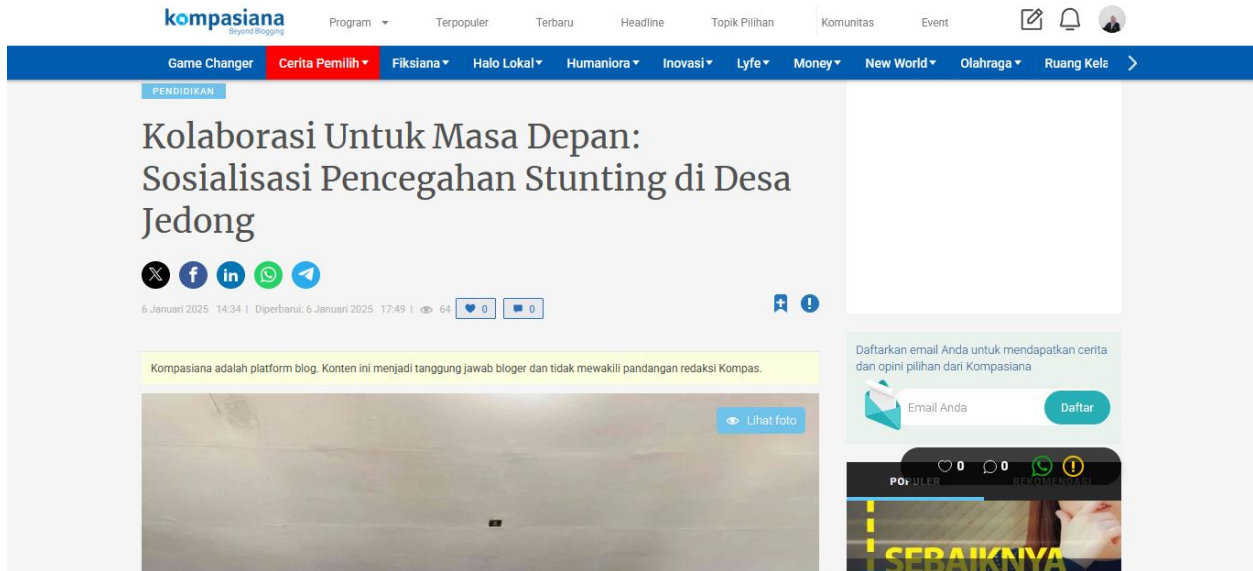 kompasiana
Beyond Blogging
Program Terpopuler Terbaru Headline Topik Pilihan Komunitas Event
Game Changer Cerita Pemilih Fiksiana Halo Lokal Humaniora Inovasi Lyfe Money New World Olahraga Ruang Kela
PENDIDIKAN
Kolaborasi Untuk Masa Depan:
Sosialisasi Pencegahan Stunting di Desa
Jedong
6 Januari 2025 14:34 | Diperbarui: 6 Januari 2025 17:49 | 64 0 0
Kompasiana adalah platform blog. Konten ini menjadi tanggung jawab bloger dan tidak mewakili pandangan redaksi Kompas.
Lihat foto
Daftarkan email Anda untuk mendapatkan cerita
dan opini pilihan dari Kompasiana
Email Anda Daftar
0 0
POPULER REKOMENDASI
SEBAIKNYA